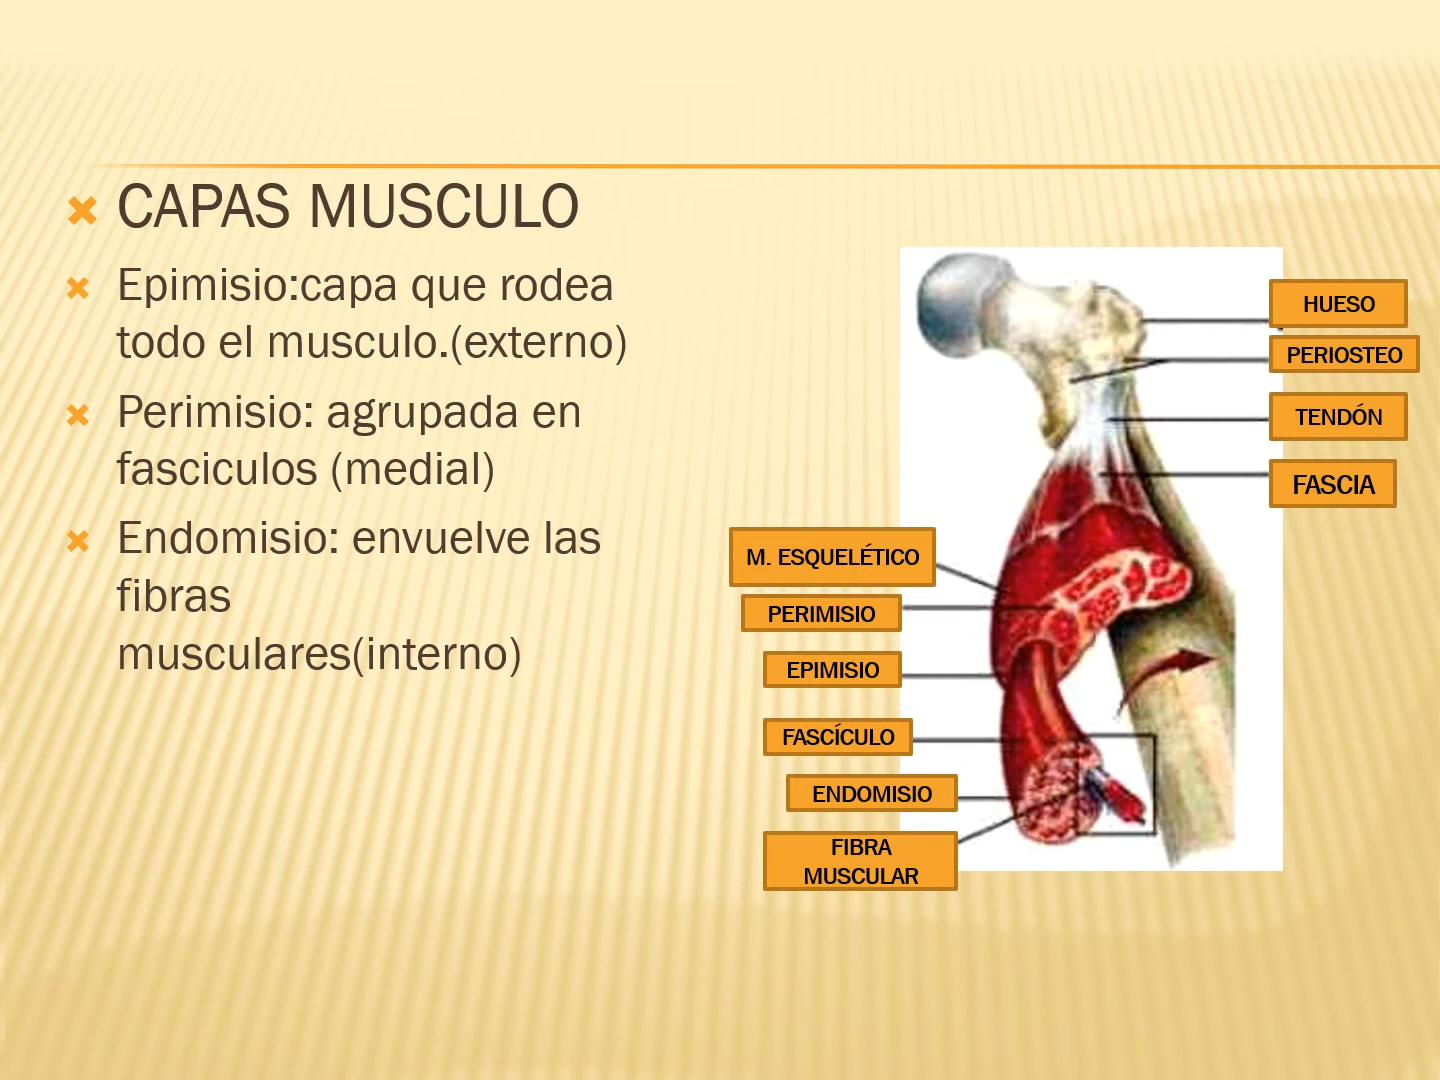 CAPAS MUSCULO
Epimisio:capa que rodea
todo el musculo.(externo)
Perimisio: agrupada en
fasciculos (medial)
Endomisio: envuelve las
fibras
musculares(interno)
HUESO
PERIOSTEO
TENDÓN
FASCIA
M. ESQUELÉTICO
PERIMISIO
EPIMISIO
FASCÍCULO
ENDOMISIO
FIBRA
MUSCULAR